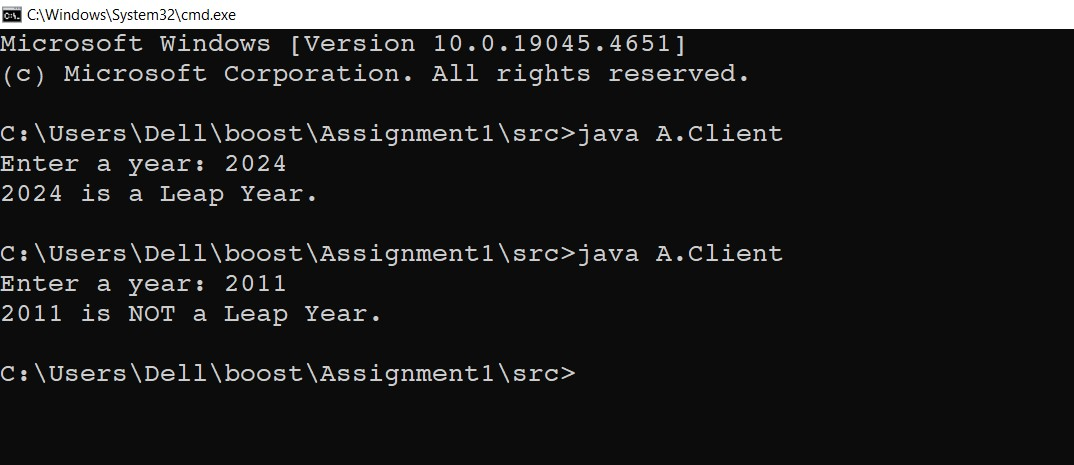 C:\Windows\System32\cmd.exe
Microsoft Windows [Version 10.0.19045.4651]
(c) Microsoft Corporation. All rights reserved.
C:\Users\Dell\boost\Assignment1\src>java A.Client
Enter a year: 2024
2024 is a Leap Year.
C:\Users\Dell\boost\Assignment1\src>java A.Client
Enter a year: 2011
2011 is NOT a Leap Year.
C:\Users\Dell\boost\Assignment1\src>